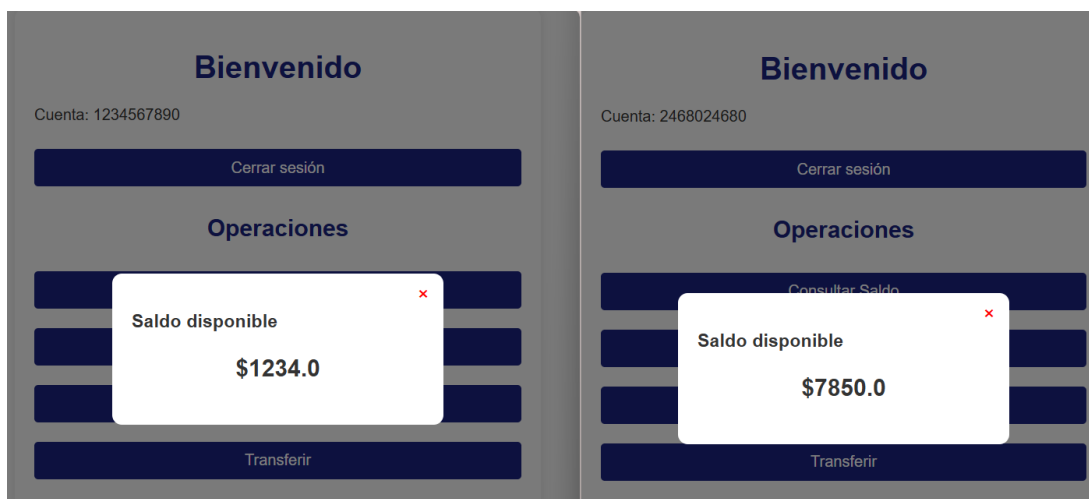 Bienvenido
Cuenta: 1234567890
Cerrar sesión
Operaciones
×
Saldo disponible
$1234.0
Transferir
Bienvenido
Cuenta: 2468024680
Cerrar sesión
Operaciones
Consultar Saldo
×
Saldo disponible
$7850.0
Transferir